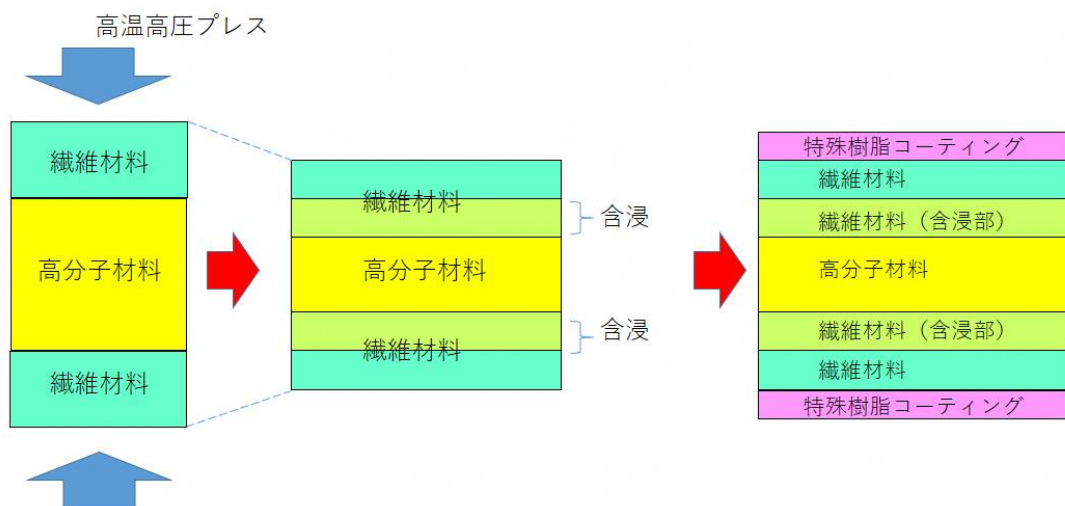 高温高圧プレス
繊維材料
高分子材料
繊維材料
繊維材料
含浸
高分子材料
含浸
繊維材料
特殊樹脂コーティング
繊維材料
繊維材料（含浸部）
高分子材料
繊維材料（含浸部）
繊維材料
特殊樹脂コーティング